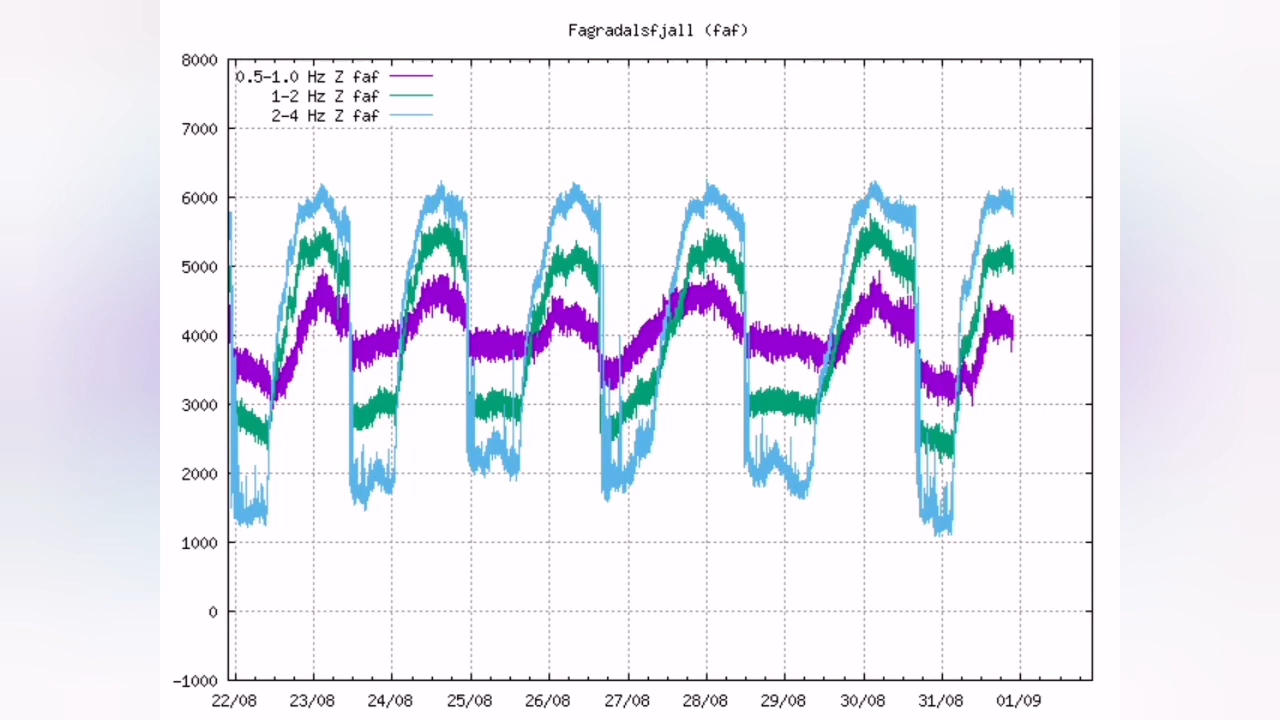 Fagradalsfjall (faf)
8000
7000
6000
5000
4000
3000
2000
1000
0
-1000
0.5-1.0 Hz Z faf
1-2 Hz Z faf
2-4 Hz Z faf
22/08 23/08 24/08 25/08 26/08 27/08 28/08 29/08 30/08 31/08 01/09